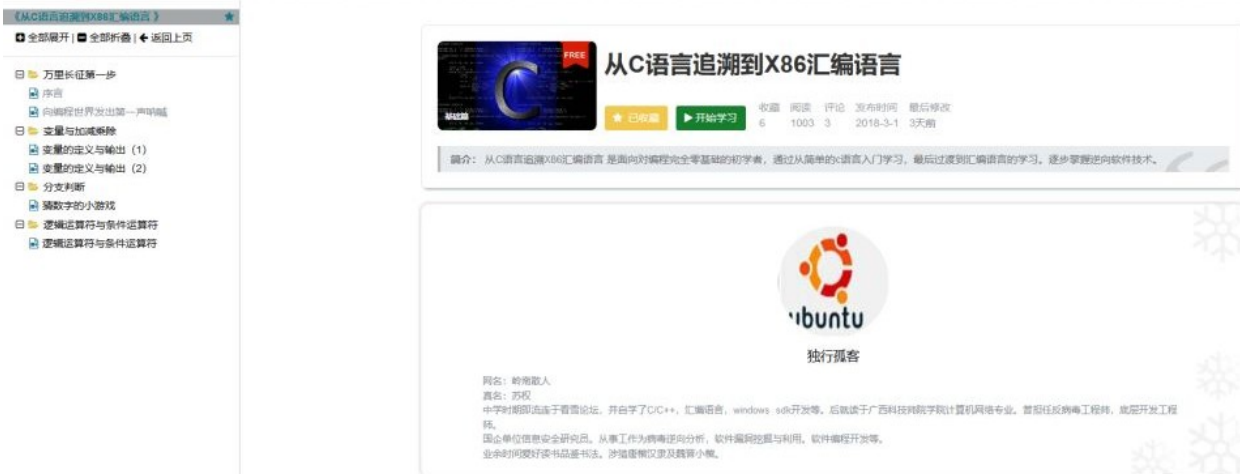 《从C语言追溯到X86汇编语言 》
全部展开 | 全部折叠 | 返回上页
万里长征第一步
序言
向编程世界发出第一声呐喊
变量与加减乘除
变量的定义与输出（1）
变量的定义与输出（2）
分支判断
猜数字的小游戏
逻辑运算符与条件运算符
逻辑运算符与条件运算符
FREE
C
基础篇
从C语言追溯到X86汇编语言
已收藏
开始学习
收藏 阅读 评论 发布时间 最后修改
6 1003 3 2018-3-1 3天前
简介： 从C语言追溯X86汇编语言 是面向对编程完全零基础的初学者，通过从简单的c语言入门学习，最后过渡到汇编语言的学习。逐步掌握逆向软件技术。
ubuntu
独行孤客
网名：岭南散人
真名：苏权
中学时期即流连于看雪论坛，并自学了C/C++，汇编语言，windows sdk开发等。后就读于广西科技师院学院计算机网络专业。首担任反病毒工程师，底层开发工程
师。
国企单位信息安全研究员。从事工作为病毒逆向分析，软件漏洞挖掘与利用。软件编程开发等。
业余时间爱好读书品鉴书法。涉猎唐楷汉隶及魏晋小楷。